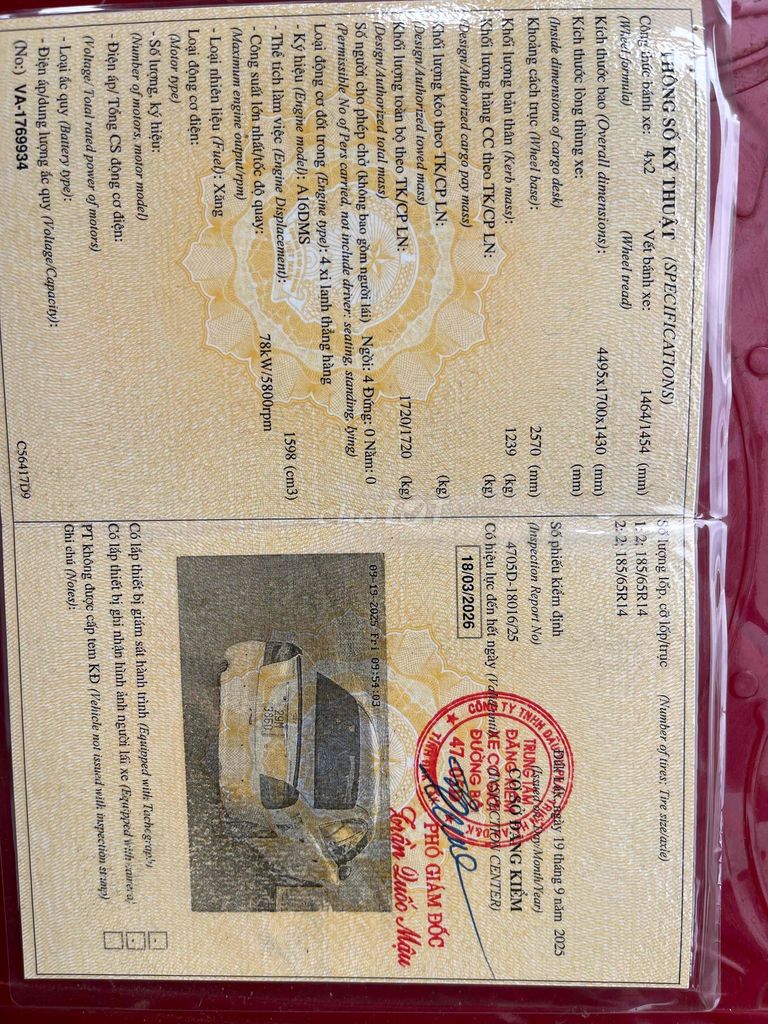 THÔNG SỐ KỸ THUẬT (SPECIFICATIONS)
Công thức bánh xe: 4x2 Vết bánh xe: 1464/1454 (mm)
(Wheel formula) (Wheel tread)
Kích thước bao (Overall dimensions): 4495x1700x1430 (mm)
Kích thước lòng thùng xe: (mm)
(Inside dimensions of cargo desk)
Khoảng cách trục (Wheel base): 2570 (mm)
Khối lượng bản thân (Kerb mass): 1239 (kg)
Khối lượng hàng CC theo TK/CP LN: (kg)
(Design/Authorized cargo pay mass)
Khối lượng kéo theo TK/CP LN: (kg)
(Design/Authorized towed mass)
Khối lượng toàn bộ theo TK/CP LN: 1720/1720 (kg)
(Design/Authorized total mass)
Số người cho phép chở (không bao gồm người lái) Ngồi: 4 Đứng: 0 Nằm: 0
(Permissible No of Pers carried, not include driver: seating, standing, lying)
Loại động cơ đốt trong (Engine type): 4 xi lanh thẳng hàng
- Ký hiệu (Engine model): A16DMS
- Thể tích làm việc (Engine Displacement): 1598 (cm3)
- Công suất lớn nhất/tốc độ quay: 78kW/5800rpm
(Maximum engine output/rpm)
- Loại nhiên liệu (Fuel): Xăng
Loại động cơ điện:
(Motor type)
- Số lượng, ký hiệu:
(Number of motors, motor model)
- Điện áp/ Tổng CS động cơ điện:
(Voltage/ Total rated power of motors)
- Loại ắc quy (Battery type):
- Điện áp/dung lượng ắc quy (Voltage/Capacity):
(No:) VA-1769934 C56417D9
Số lượng lốp, cỡ lốp/trục (Number of tires; Tire size/axle)
1: 2; 185/65R14
2: 2; 185/65R14
Số phiếu kiểm định
(Inspection Report No)
4705D-18016/25
Có hiệu lực đến hết ngày
18/03/2026
Đắk Lắk, ngày 19 tháng 9 năm 2025
(Issued on: Day/Month/Year)
CƠ SỞ ĐĂNG KIỂM
(INSPECTION CENTER)
CÔNG TY TNHH
TRUNG TÂM
ĐĂNG KIỂM
XE CƠ GIỚI
ĐƯỜNG BỘ
PHÓ GIÁM ĐỐC
Trần Quốc Mậu
09-19-2025 Fri 09:54:03
Có lắp thiết bị giám sát hành trình (Equipped with Tachograph)
Có lắp thiết bị ghi nhận hình ảnh người lái xe (Equipped with camera)
PT không được cấp tem KĐ (Vehicle not issued with inspection stamp)
Ghi chú (Notes):